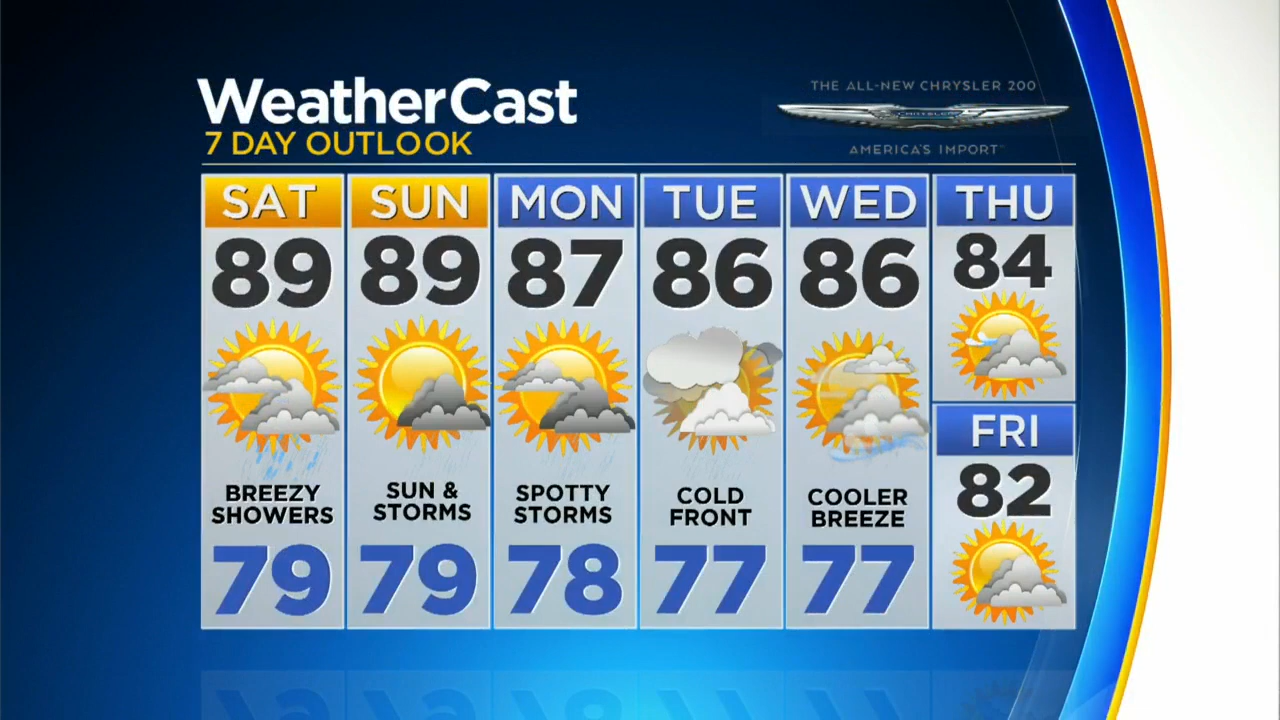 WeatherCast
7 DAY OUTLOOK
THE ALL-NEW CHRYSLER 200
CHRYSLER
AMERICA'S IMPORT™
SAT
89
BREEZY
SHOWERS
79
SUN
89
SUN &
STORMS
79
MON
87
SPOTTY
STORMS
78
TUE
86
COLD
FRONT
77
WED
86
COOLER
BREEZE
77
THU
84
FRI
82